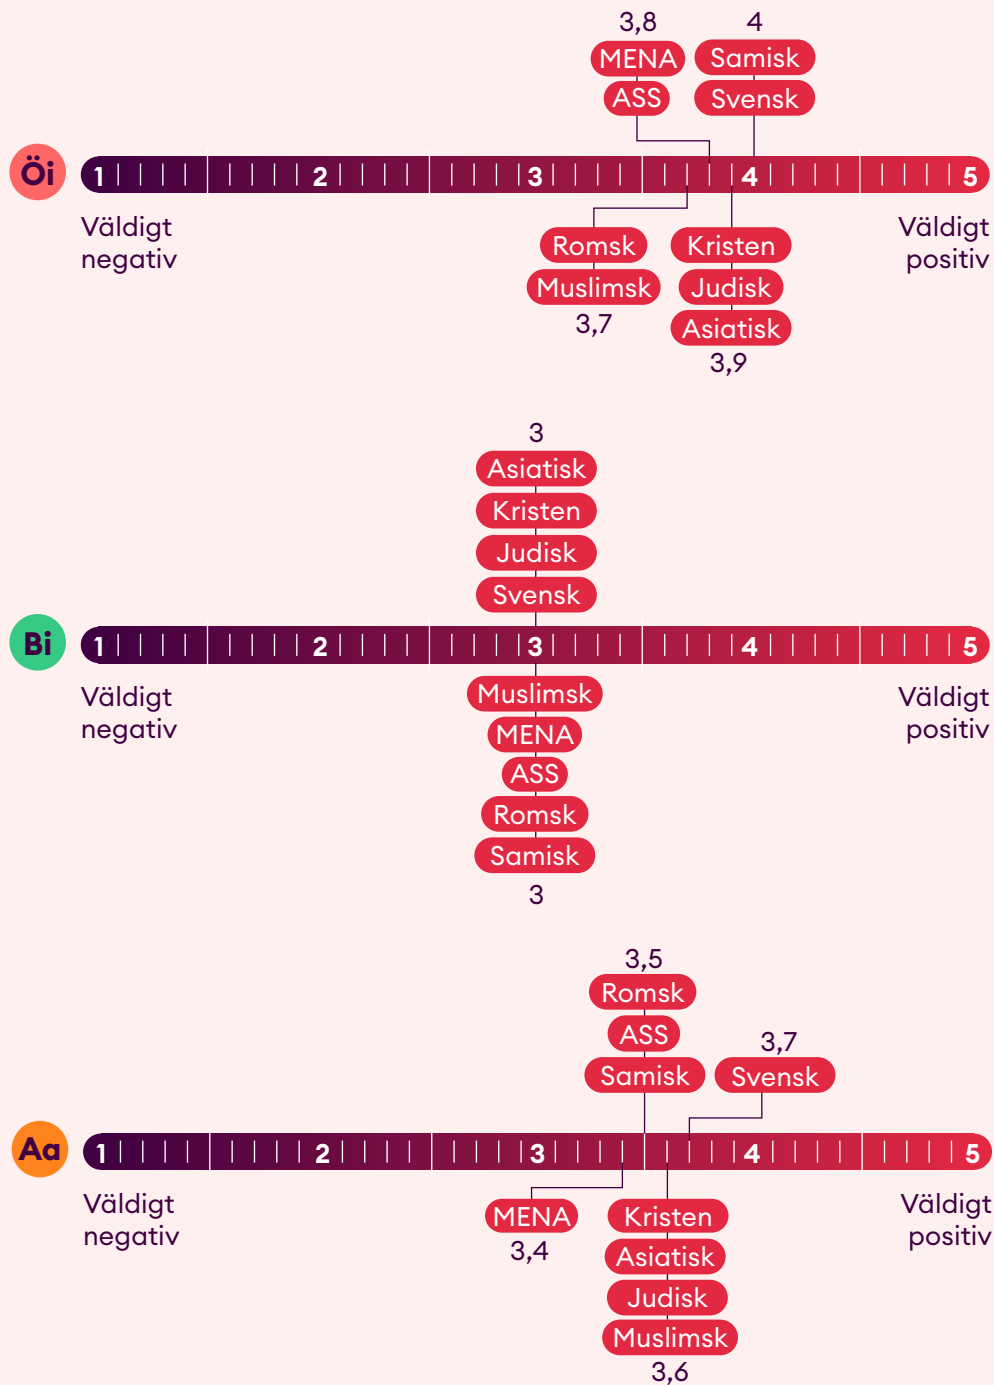 3,8 4
MENA Samisk
ASS Svensk
Öi 1 2 3 4 5
Väldigt negativ
Väldigt positiv
Romsk Kristen
Muslimsk Judisk
3,7 Asiatisk
3,9
3
Asiatisk
Kristen
Judisk
Svensk
Bi 1 2 3 4 5
Väldigt negativ
Väldigt positiv
Muslimsk
MENA
ASS
Romsk
Samisk
3
3,5
Romsk
ASS 3,7
Samisk Svensk
Aa 1 2 3 4 5
Väldigt negativ
Väldigt positiv
MENA Kristen
3,4 Asiatisk
Judisk
Muslimsk
3,6